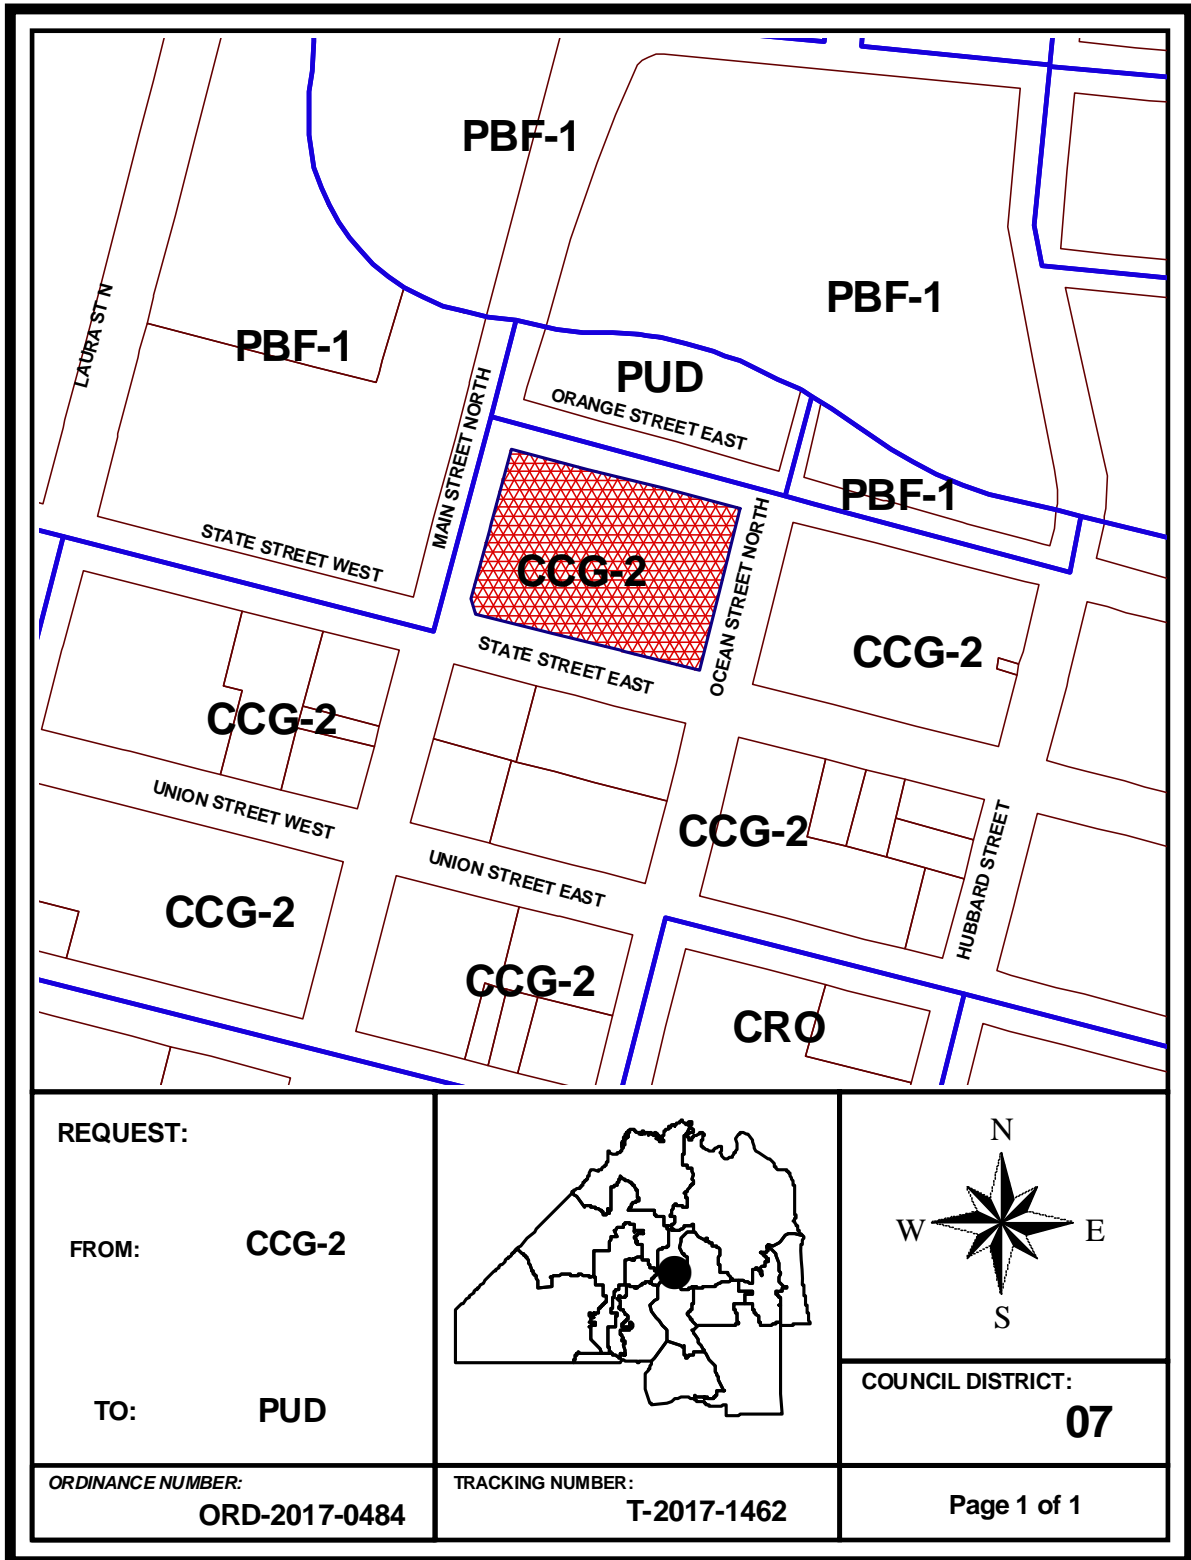 PBF-1
PBF-1
LAURA ST N
PBF-1
PUD
ORANGE STREET EAST
MAIN STREET NORTH
PBF-1
STATE STREET WEST
CCG-2
OCEAN STREET NORTH
STATE STREET EAST
CCG-2
CCG-2
UNION STREET WEST
CCG-2
HUBBARD STREET
UNION STREET EAST
CCG-2
CCG-2
CRO
REQUEST:
FROM: CCG-2
TO: PUD
N
W E
S
COUNCIL DISTRICT:
07
ORDINANCE NUMBER:
ORD-2017-0484
TRACKING NUMBER:
T-2017-1462
Page 1 of 1